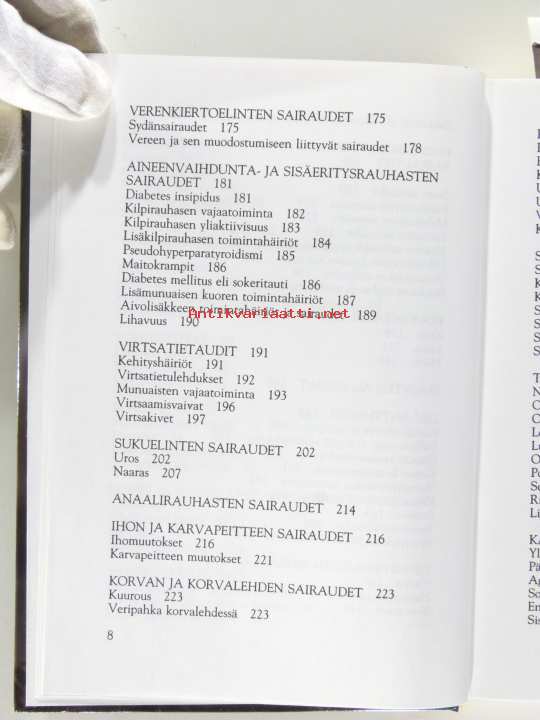 VERENKIERTOELINTEN SAIRAUDET 175
Sydänsairaudet 175
Vereen ja sen muodostumiseen liittyvät sairaudet 178
AINEENVAIHDUNTA- JA SISÄERITYSRAUHASTEN
SAIRAUDET 181
Diabetes insipidus 181
Kilpirauhasen vajaatoiminta 182
Kilpirauhasen yliaktiivisuus 183
Lisäkilpirauhasen toimintahäiriöt 184
Pseudohyperparatyroidismi 185
Maitokrampit 186
Diabetes mellitus eli sokeritauti 186
Lisämunuaisen kuoren toimintahäiriöt 187
Aivolisäkkeen toimintahäiriöt sairaudet 189
Antikvariaatti.net
Lihavuus 190
VIRTSATIETAUDIT 191
Kehityshäiriöt 191
Virtsatietulehdukset 192
Munuaisten vajaatoiminta 193
Virtsaamisvaivat 196
Virtsakivet 197
SUKUELINTEN SAIRAUDET 202
Uros 202
Naaras 207
ANAALIRAUHASTEN SAIRAUDET 214
IHON JA KARVAPEITTEEN SAIRAUDET 216
Ihomuutokset 216
Karvapeitteen muutokset 221
KORVAN JA KORVALEHDEN SAIRAUDET 223
Kuurous 223
Veripahka korvalehdessä 223
8